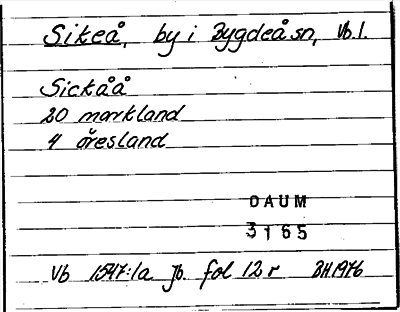 Sikeå, by i Bygdeå sn, Vb.l.
Sickåå
20 markland
4 öresland
DAUM
3165
Vb 1547:1a Jb. fol 12 r BH 1976